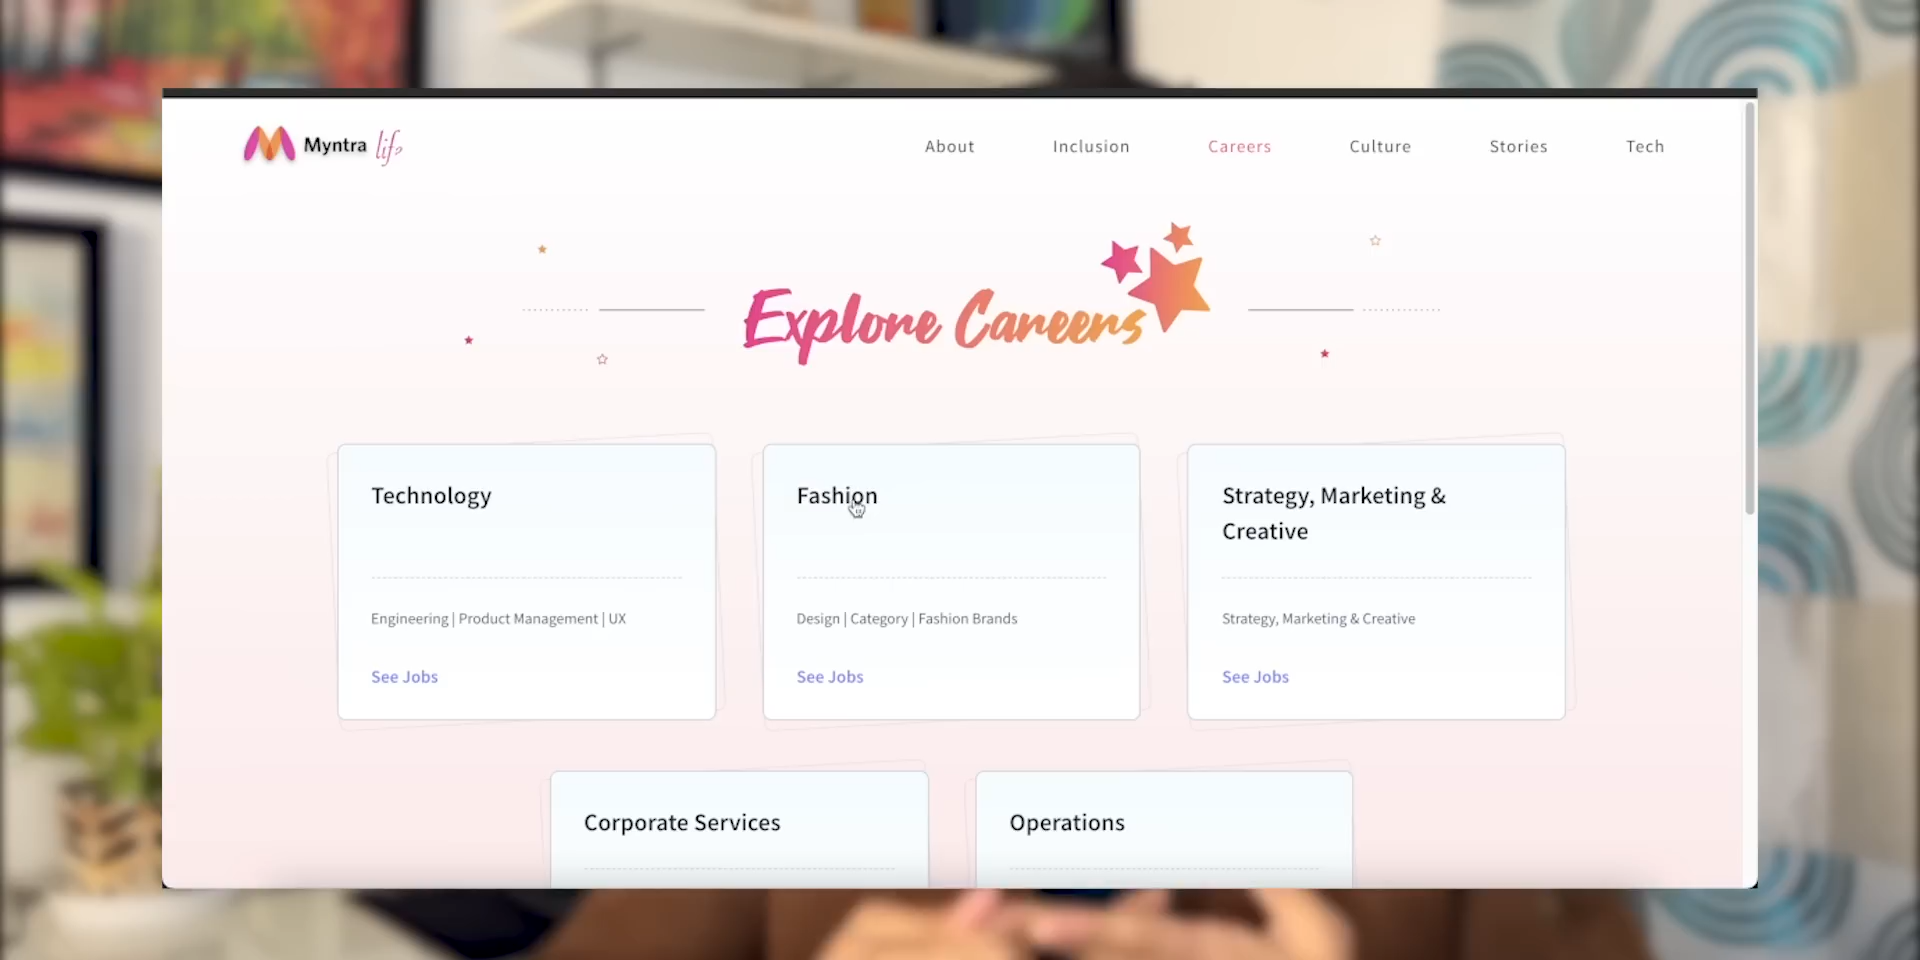 Myntra life
About
Inclusion
Careers
Culture
Stories
Tech
Explore Careers
Technology
Engineering | Product Management | UX
See Jobs
Fashion
Design | Category | Fashion Brands
See Jobs
Strategy, Marketing &
Creative
Strategy, Marketing & Creative
See Jobs
Corporate Services
Operations